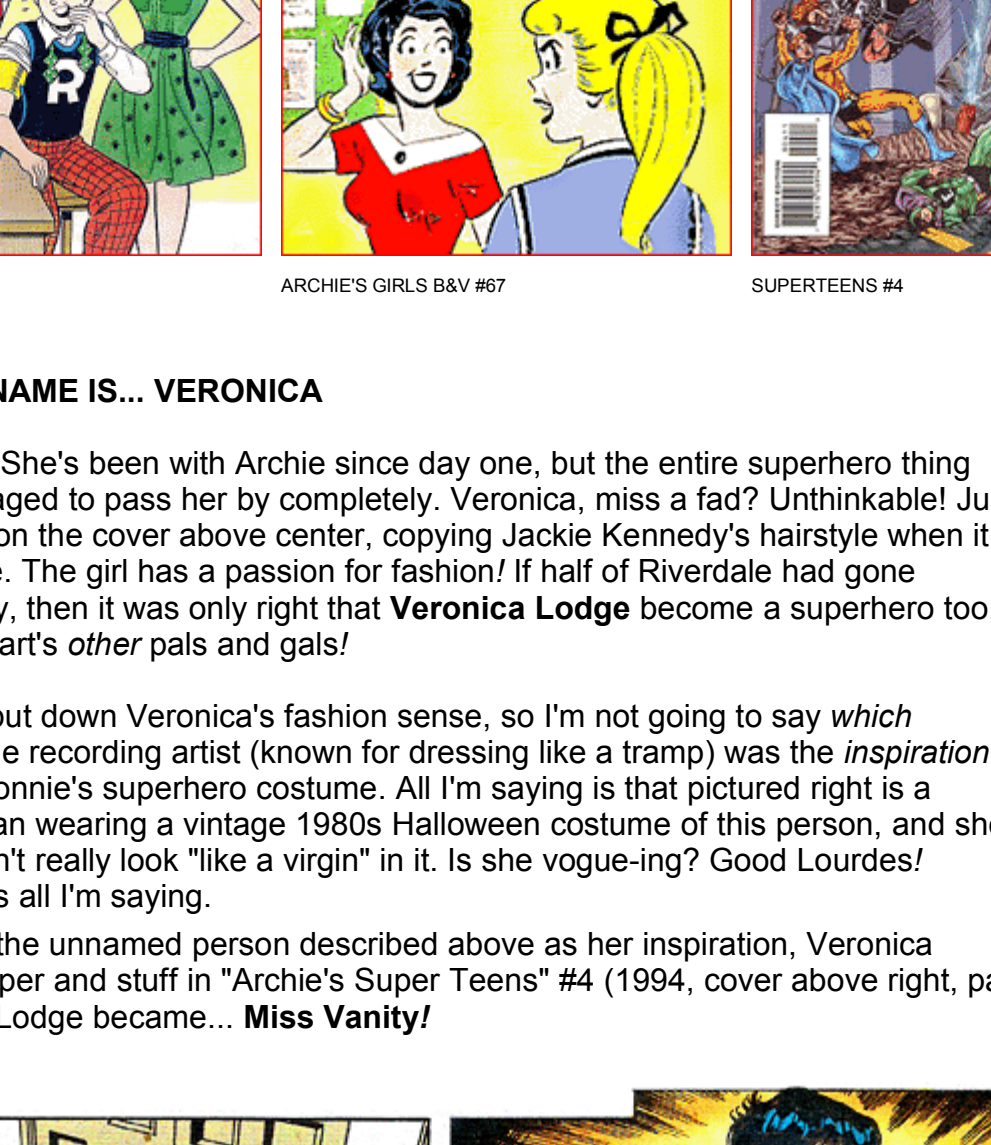 R
ARCHIE'S GIRLS B&V #67
SUPERTEENS #4
NAME IS... VERONICA
She's been with Archie since day one, but the entire superhero thing
aged to pass her by completely. Veronica, miss a fad? Unthinkable! Ju
on the cover above center, copying Jackie Kennedy's hairstyle when it
e. The girl has a passion for fashion! If half of Riverdale had gone
y, then it was only right that Veronica Lodge become a superhero too,
art's other pals and gals!
out down Veronica's fashion sense, so I'm not going to say which
e recording artist (known for dressing like a tramp) was the inspiration
onnie's superhero costume. All I'm saying is that pictured right is a
an wearing a vintage 1980s Halloween costume of this person, and she
n't really look "like a virgin" in it. Is she vogue-ing? Good Lourdes!
s all I'm saying.
the unnamed person described above as her inspiration, Veronica
per and stuff in "Archie's Super Teens" #4 (1994, cover above right, pa
Lodge became... Miss Vanity!